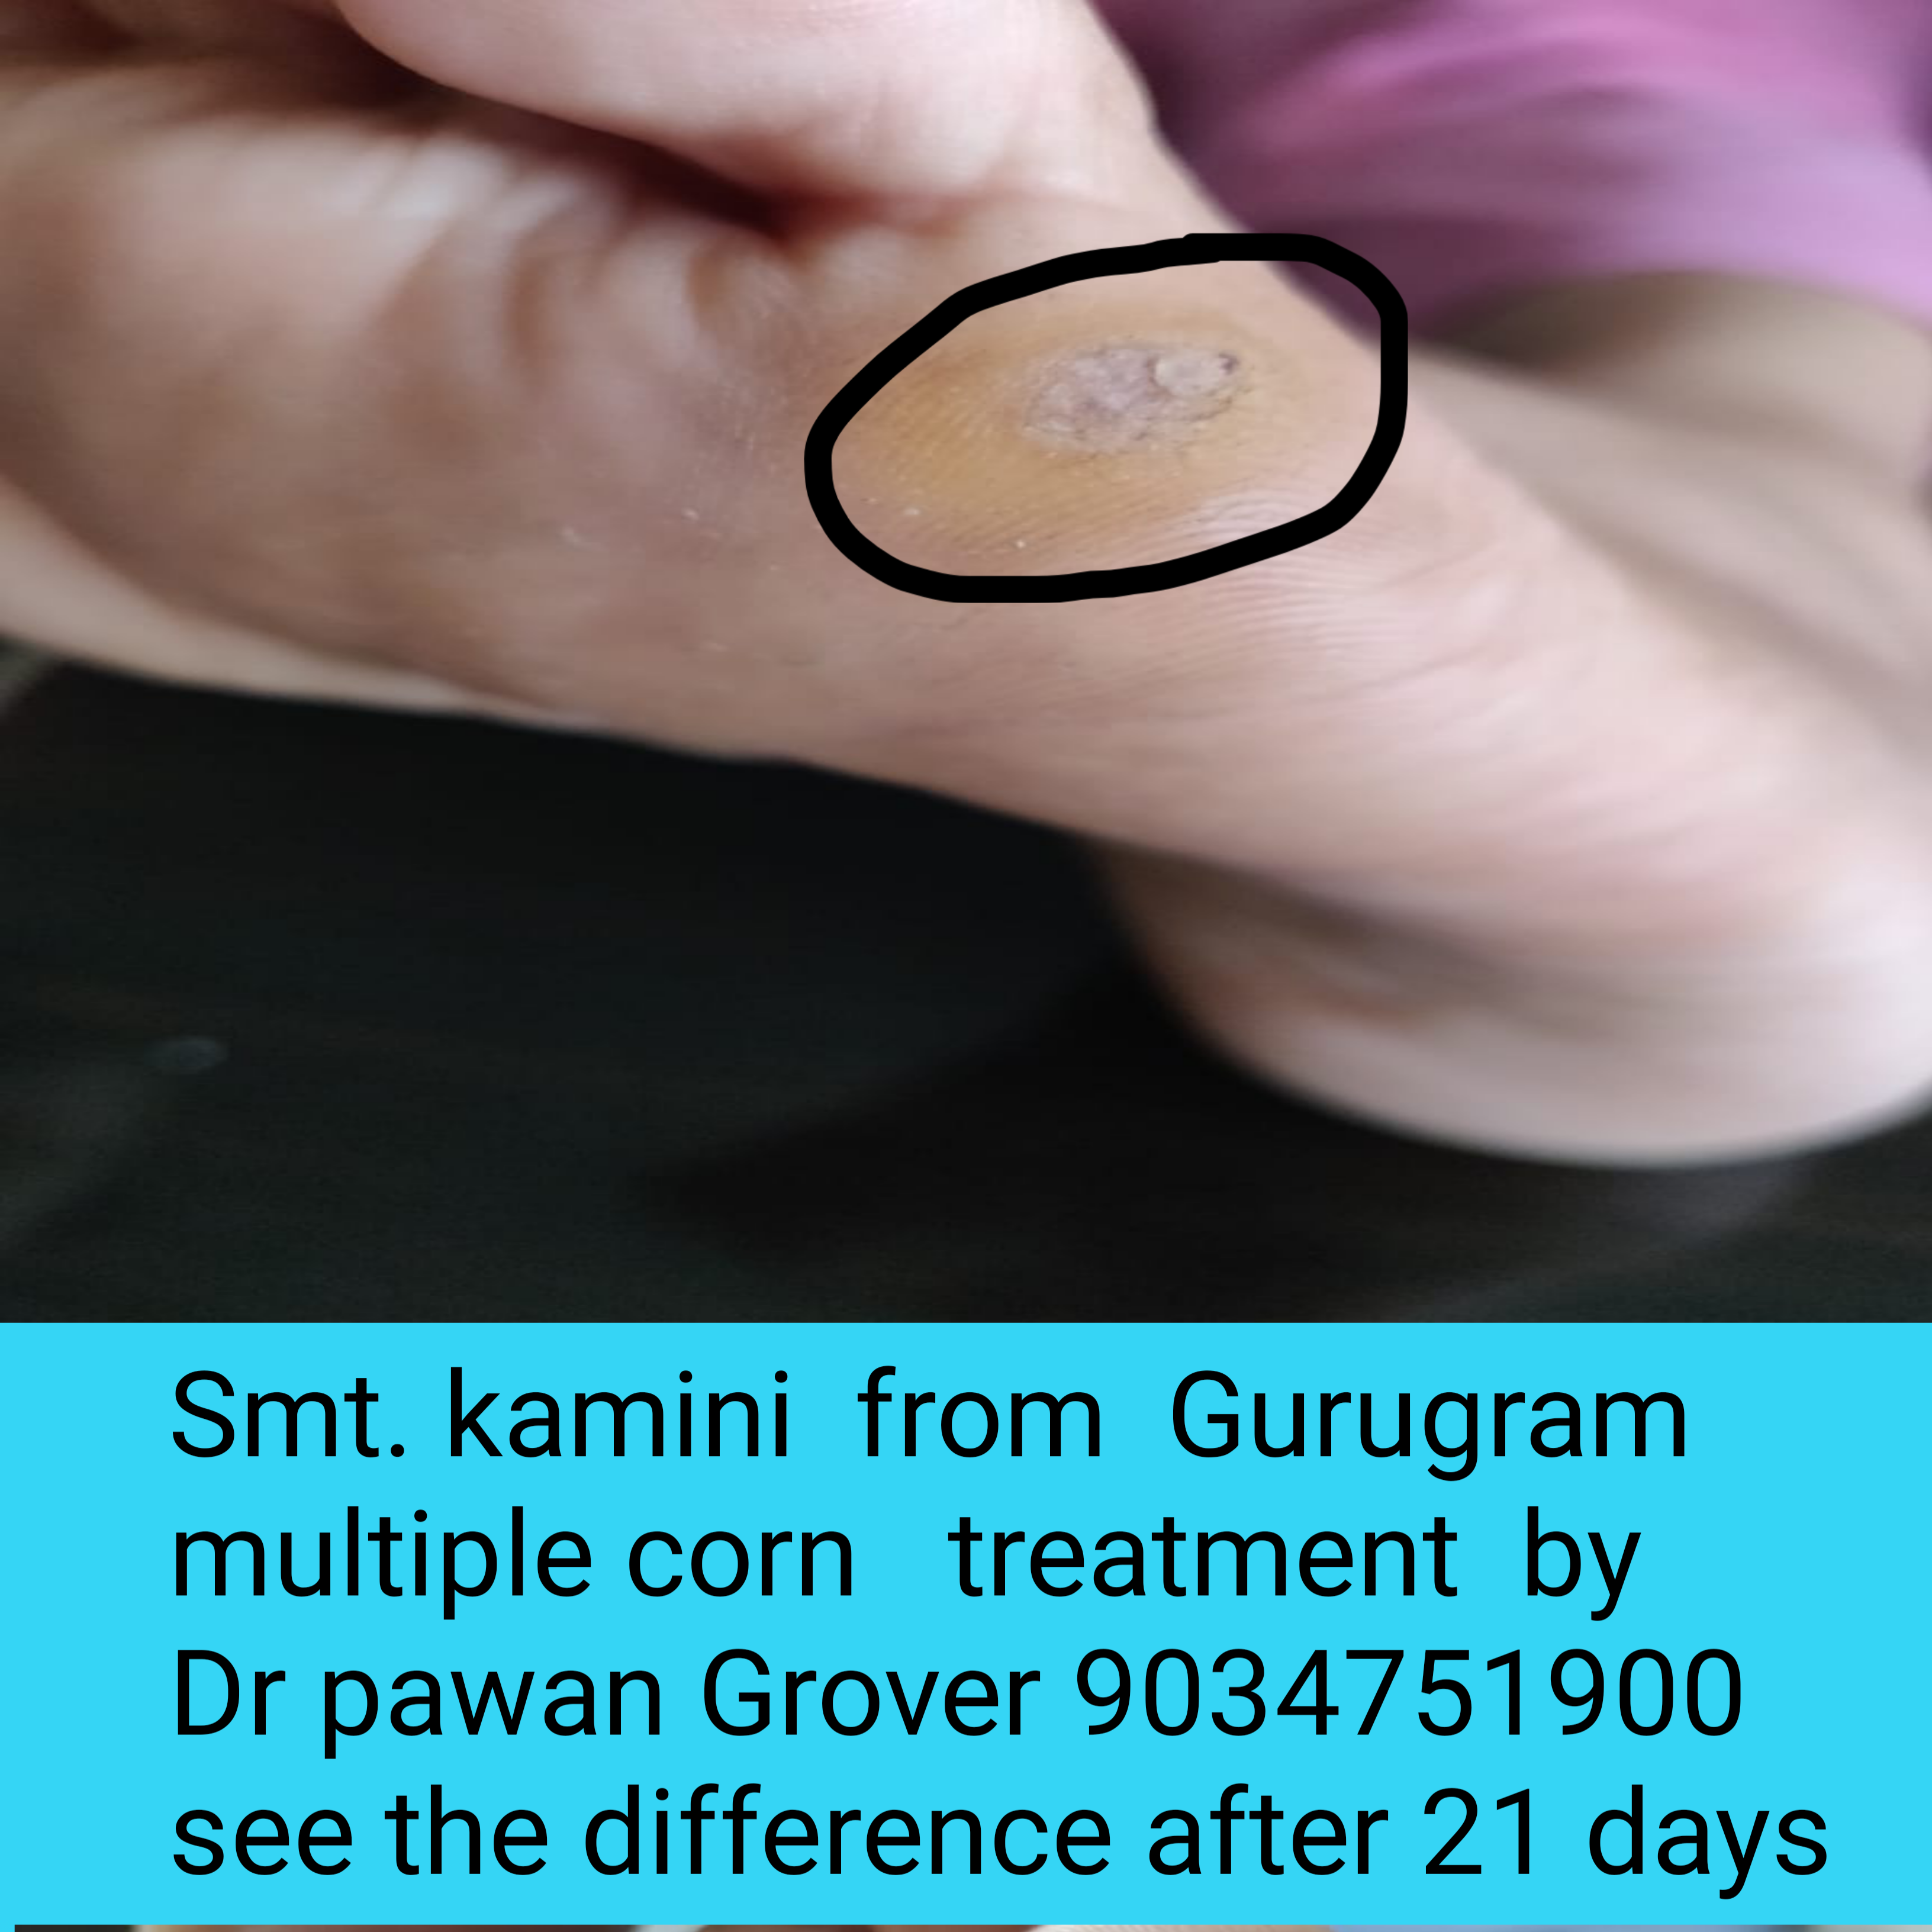 Smt. kamini from Gurugram
multiple corn treatment by
Dr pawan Grover 9034751900
see the difference after 21 days